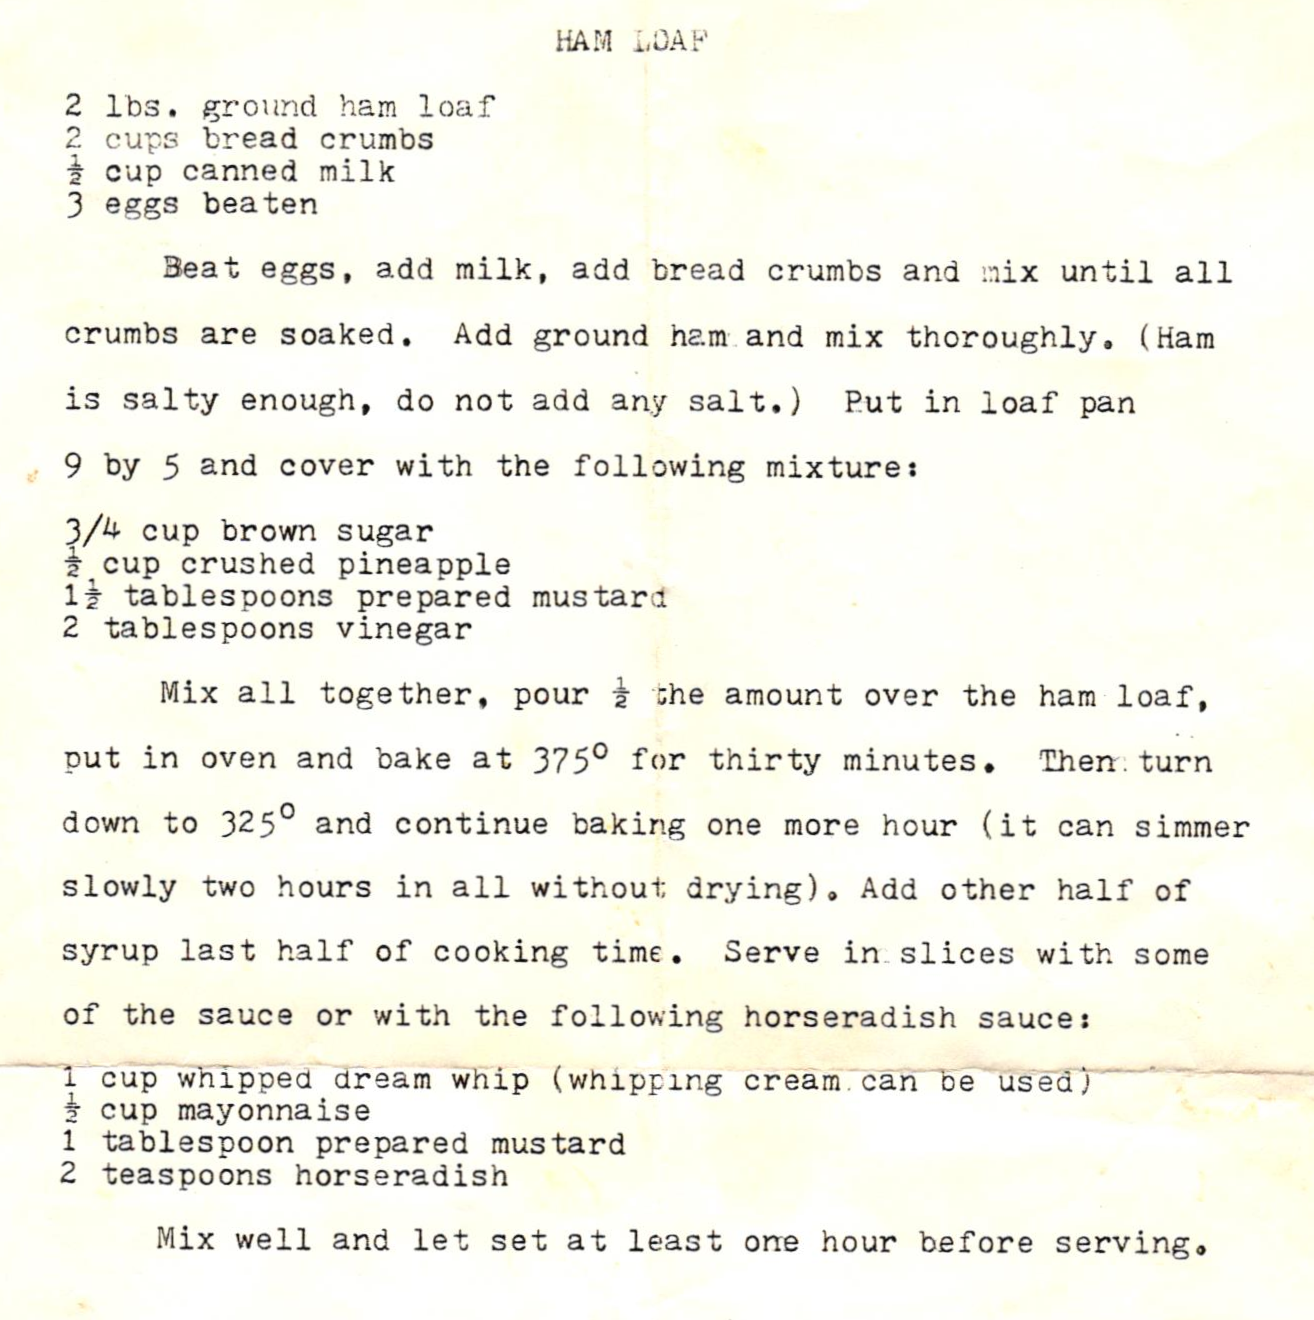 HAM LOAF
2 lbs. ground ham loaf
2 cups bread crumbs
½ cup canned milk
3 eggs beaten
Beat eggs, add milk, add bread crumbs and mix until all
crumbs are soaked. Add ground ham and mix thoroughly. (Ham
is salty enough, do not add any salt.) Put in loaf pan
9 by 5 and cover with the following mixture:
3/4 cup brown sugar
½ cup crushed pineapple
1½ tablespoons prepared mustard
2 tablespoons vinegar
Mix all together, pour ½ the amount over the ham loaf,
put in oven and bake at 375° for thirty minutes. Then turn
down to 325° and continue baking one more hour (it can simmer
slowly two hours in all without drying). Add other half of
syrup last half of cooking time. Serve in slices with some
of the sauce or with the following horseradish sauce:
1 cup whipped dream whip (whipping cream can be used)
½ cup mayonnaise
1 tablespoon prepared mustard
2 teaspoons horseradish
Mix well and let set at least one hour before serving.